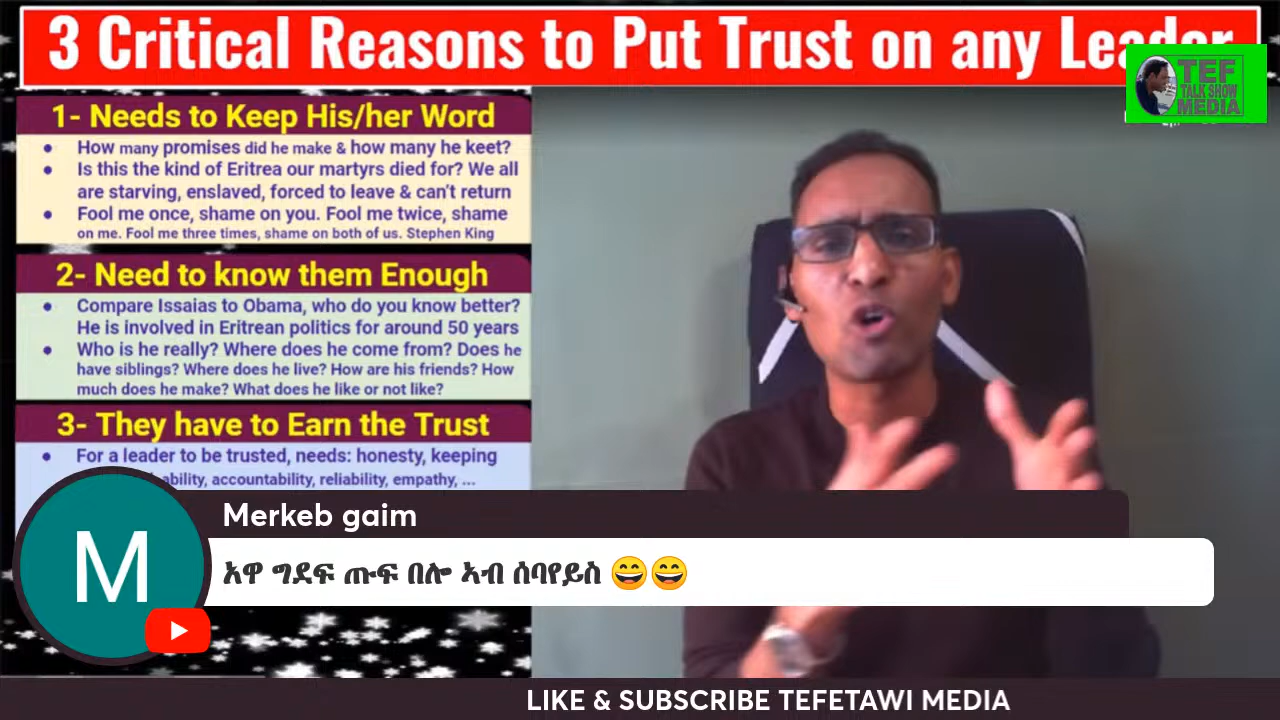 3 Critical Reasons to Put Trust on any Leader
TEF
TALK SHOW
MEDIA
1- Needs to Keep His/her Word
How many promises did he make & how many he keet?
Is this the kind of Eritrea our martyrs died for? We all
are starving, enslaved, forced to leave & can't return
Fool me once, shame on you. Fool me twice, shame
on me. Fool me three times, shame on both of us. Stephen King
2- Need to know them Enough
Compare Issaias to Obama, who do you know better?
He is involved in Eritrean politics for around 50 years
Who is he really? Where does he come from? Does he
have siblings? Where does he live? How are his friends? How
much does he make? What does he like or not like?
3- They have to Earn the Trust
For a leader to be trusted, needs: honesty, keeping
ability, accountability, reliability, empathy, ...
Merkeb gaim
M
አዋ ግደፍ ጡፍ በሎ ኣብ ሰባየይስ 😄😄
LIKE & SUBSCRIBE TEFETAWI MEDIA